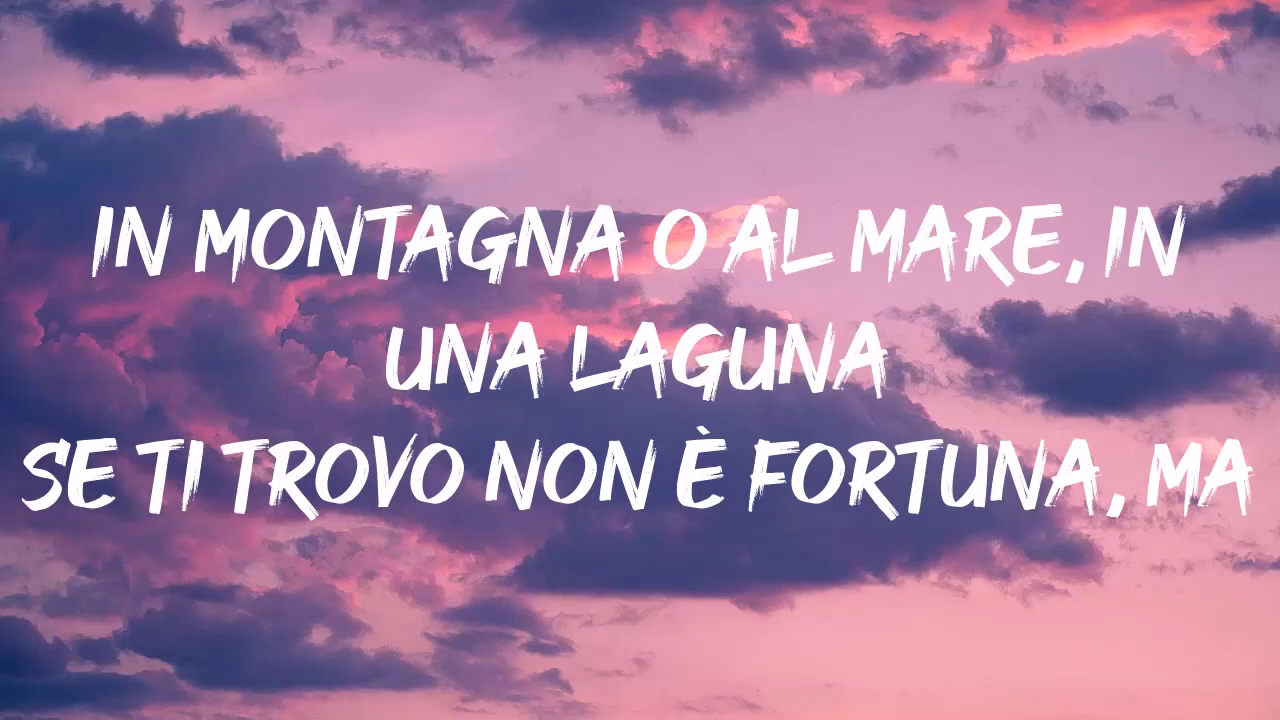 IN MONTAGNA O AL MARE, IN
UNA LAGUNA
SE TI TROVO NON È FORTUNA, MA